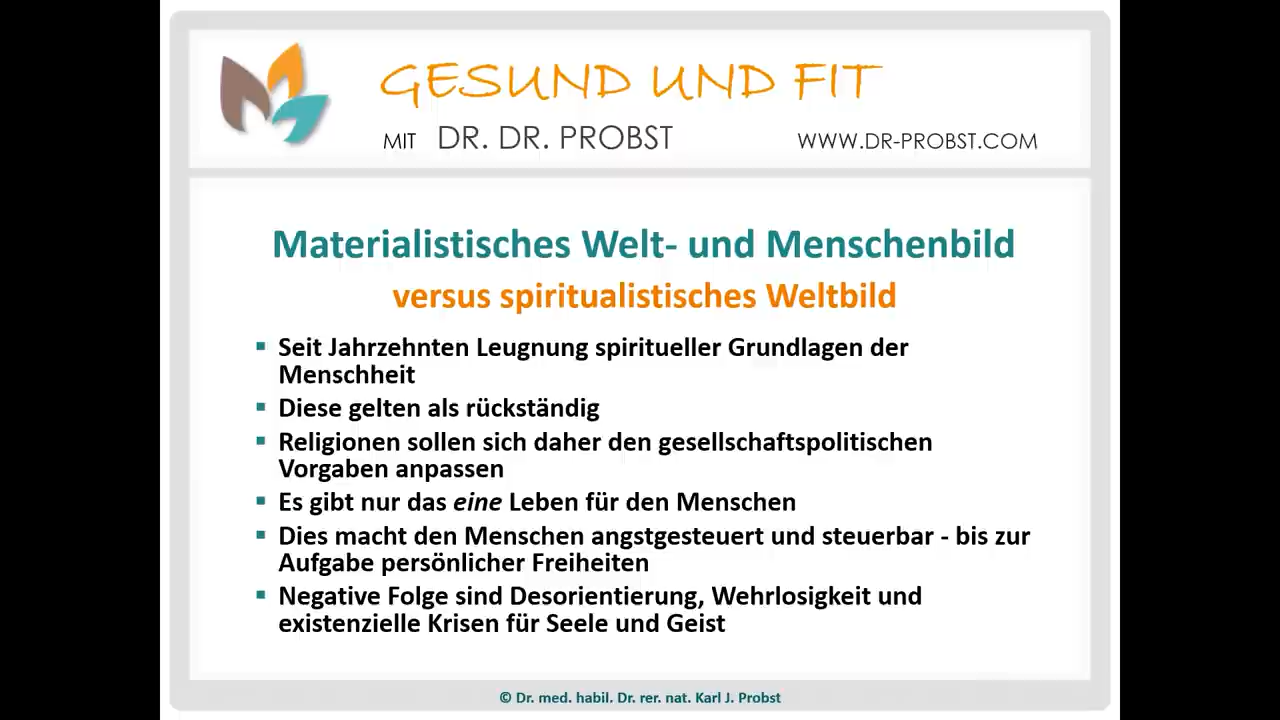 GESUND UND FIT
MIT DR. DR. PROBST WWW.DR-PROBST.COM
Materialistisches Welt- und Menschenbild
versus spiritualistisches Weltbild
▪ Seit Jahrzehnten Leugnung spiritueller Grundlagen der
Menschheit
▪ Diese gelten als rückständig
▪ Religionen sollen sich daher den gesellschaftspolitischen
Vorgaben anpassen
▪ Es gibt nur das eine Leben für den Menschen
▪ Dies macht den Menschen angstgesteuert und steuerbar - bis zur
Aufgabe persönlicher Freiheiten
▪ Negative Folge sind Desorientierung, Wehrlosigkeit und
existenzielle Krisen für Seele und Geist
© Dr. med. habil. Dr. rer. nat. Karl J. Probst